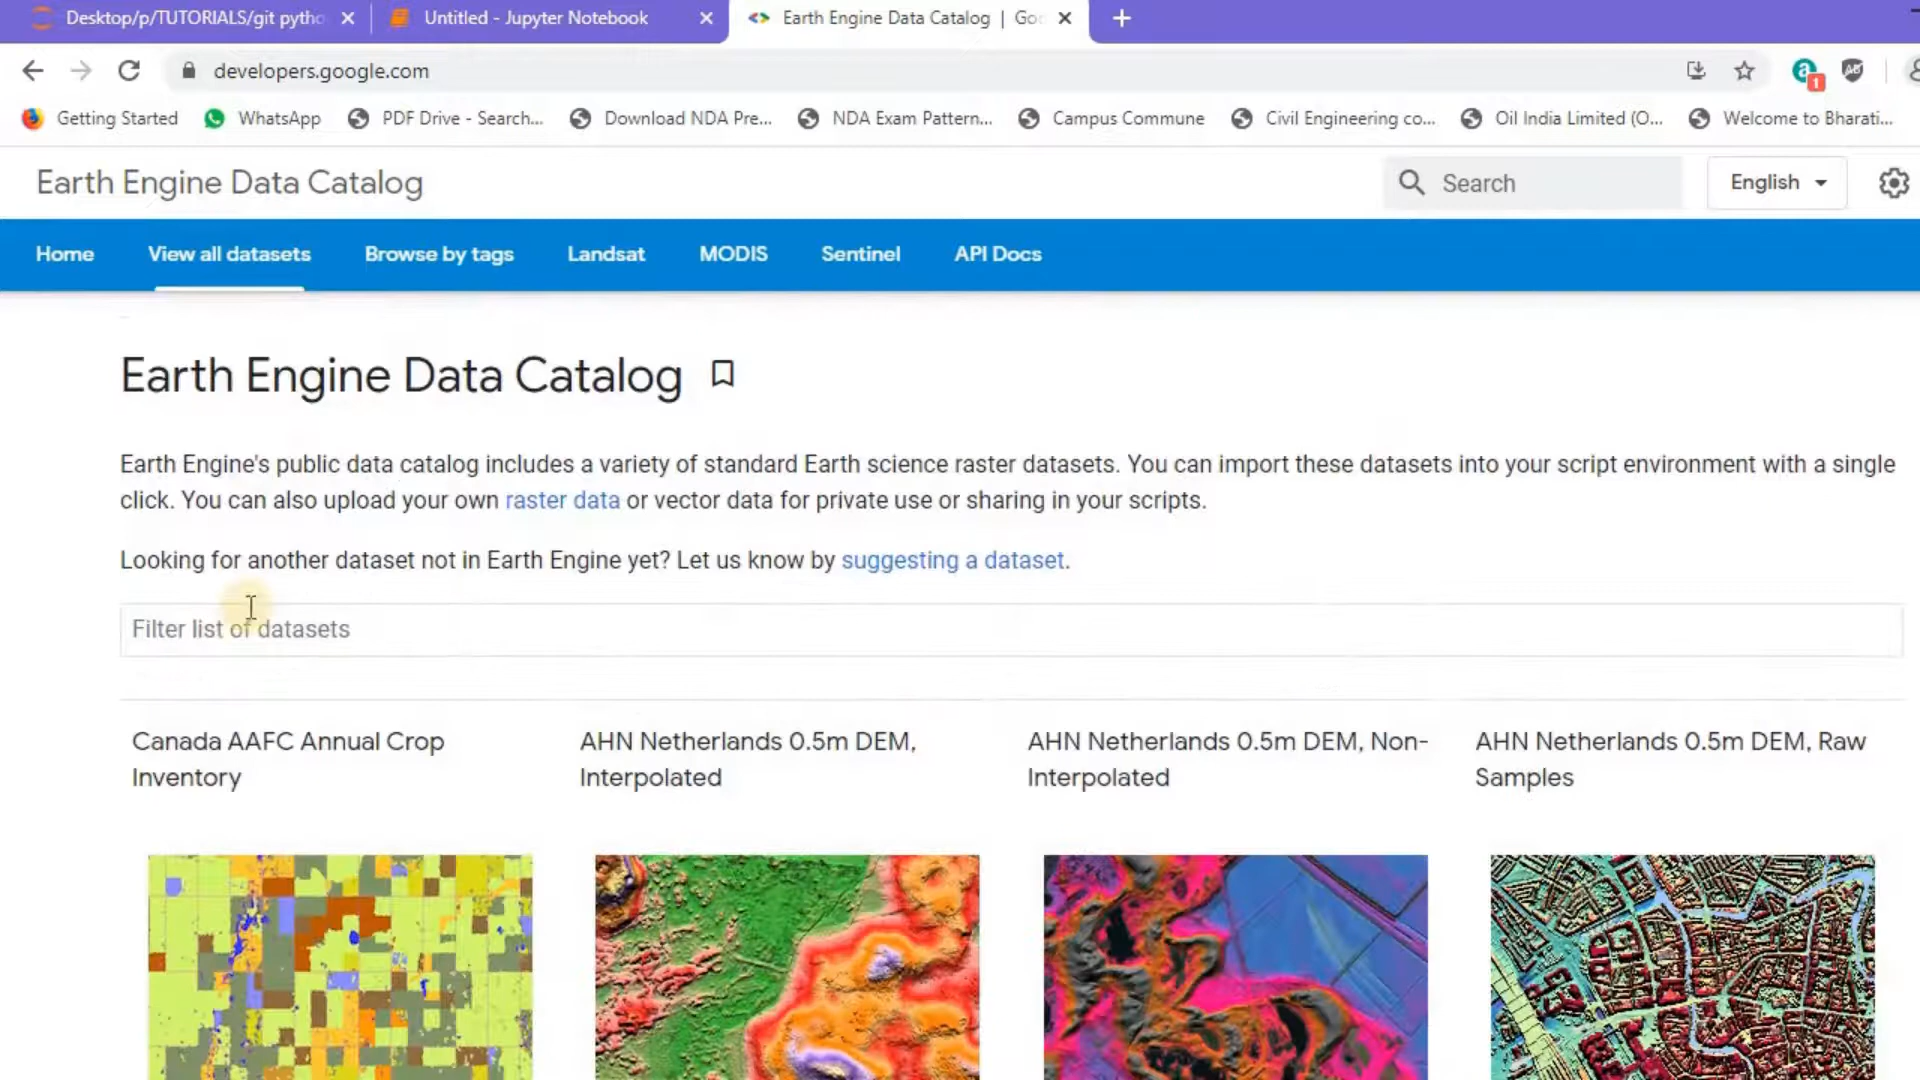 Desktop/p/TUTORIALS/git pytho
Untitled - Jupyter Notebook
Earth Engine Data Catalog | Goo
developers.google.com
1
Getting Started
WhatsApp
PDF Drive - Search...
Download NDA Pre...
NDA Exam Pattern...
Campus Commune
Civil Engineering co...
Oil India Limited (O...
Welcome to Bharati...
Earth Engine Data Catalog
Search
English
Home
View all datasets
Browse by tags
Landsat
MODIS
Sentinel
API Docs
Earth Engine Data Catalog
Earth Engine's public data catalog includes a variety of standard Earth science raster datasets. You can import these datasets into your script environment with a single
click. You can also upload your own raster data or vector data for private use or sharing in your scripts.
Looking for another dataset not in Earth Engine yet? Let us know by suggesting a dataset.
Filter list of datasets
Canada AAFC Annual Crop
Inventory
AHN Netherlands 0.5m DEM,
Interpolated
AHN Netherlands 0.5m DEM, Non-
Interpolated
AHN Netherlands 0.5m DEM, Raw
Samples